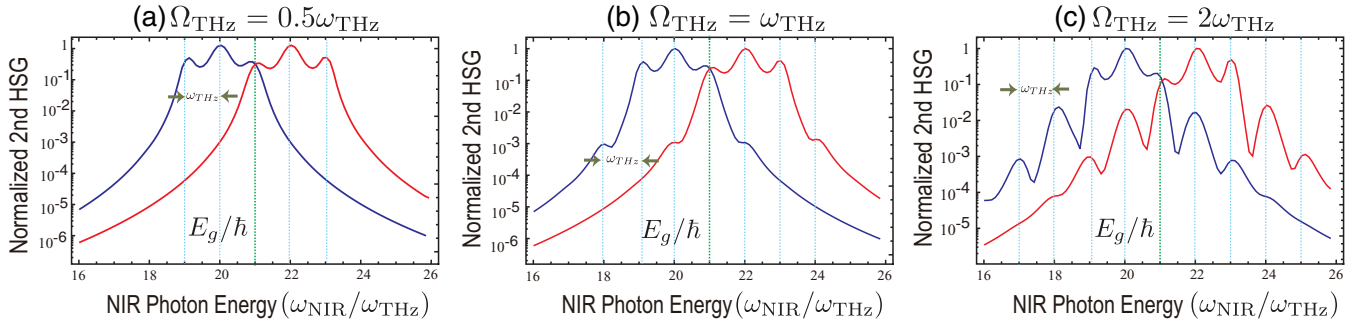 (a) Ω_THz = 0.5ω_THz
Normalized 2nd HSG
1
10⁻¹
10⁻²
10⁻³
10⁻⁴
10⁻⁵
10⁻⁶
ω_THz
E_g/ħ
16 18 20 22 24 26
NIR Photon Energy (ω_NIR/ω_THz)
(b) Ω_THz = ω_THz
Normalized 2nd HSG
1
10⁻¹
10⁻²
10⁻³
10⁻⁴
10⁻⁵
10⁻⁶
ω_THz
E_g/ħ
16 18 20 22 24 26
NIR Photon Energy (ω_NIR/ω_THz)
(c) Ω_THz = 2ω_THz
Normalized 2nd HSG
1
10⁻¹
10⁻²
10⁻³
10⁻⁴
10⁻⁵
ω_THz
E_g/ħ
16 18 20 22 24 26
NIR Photon Energy (ω_NIR/ω_THz)